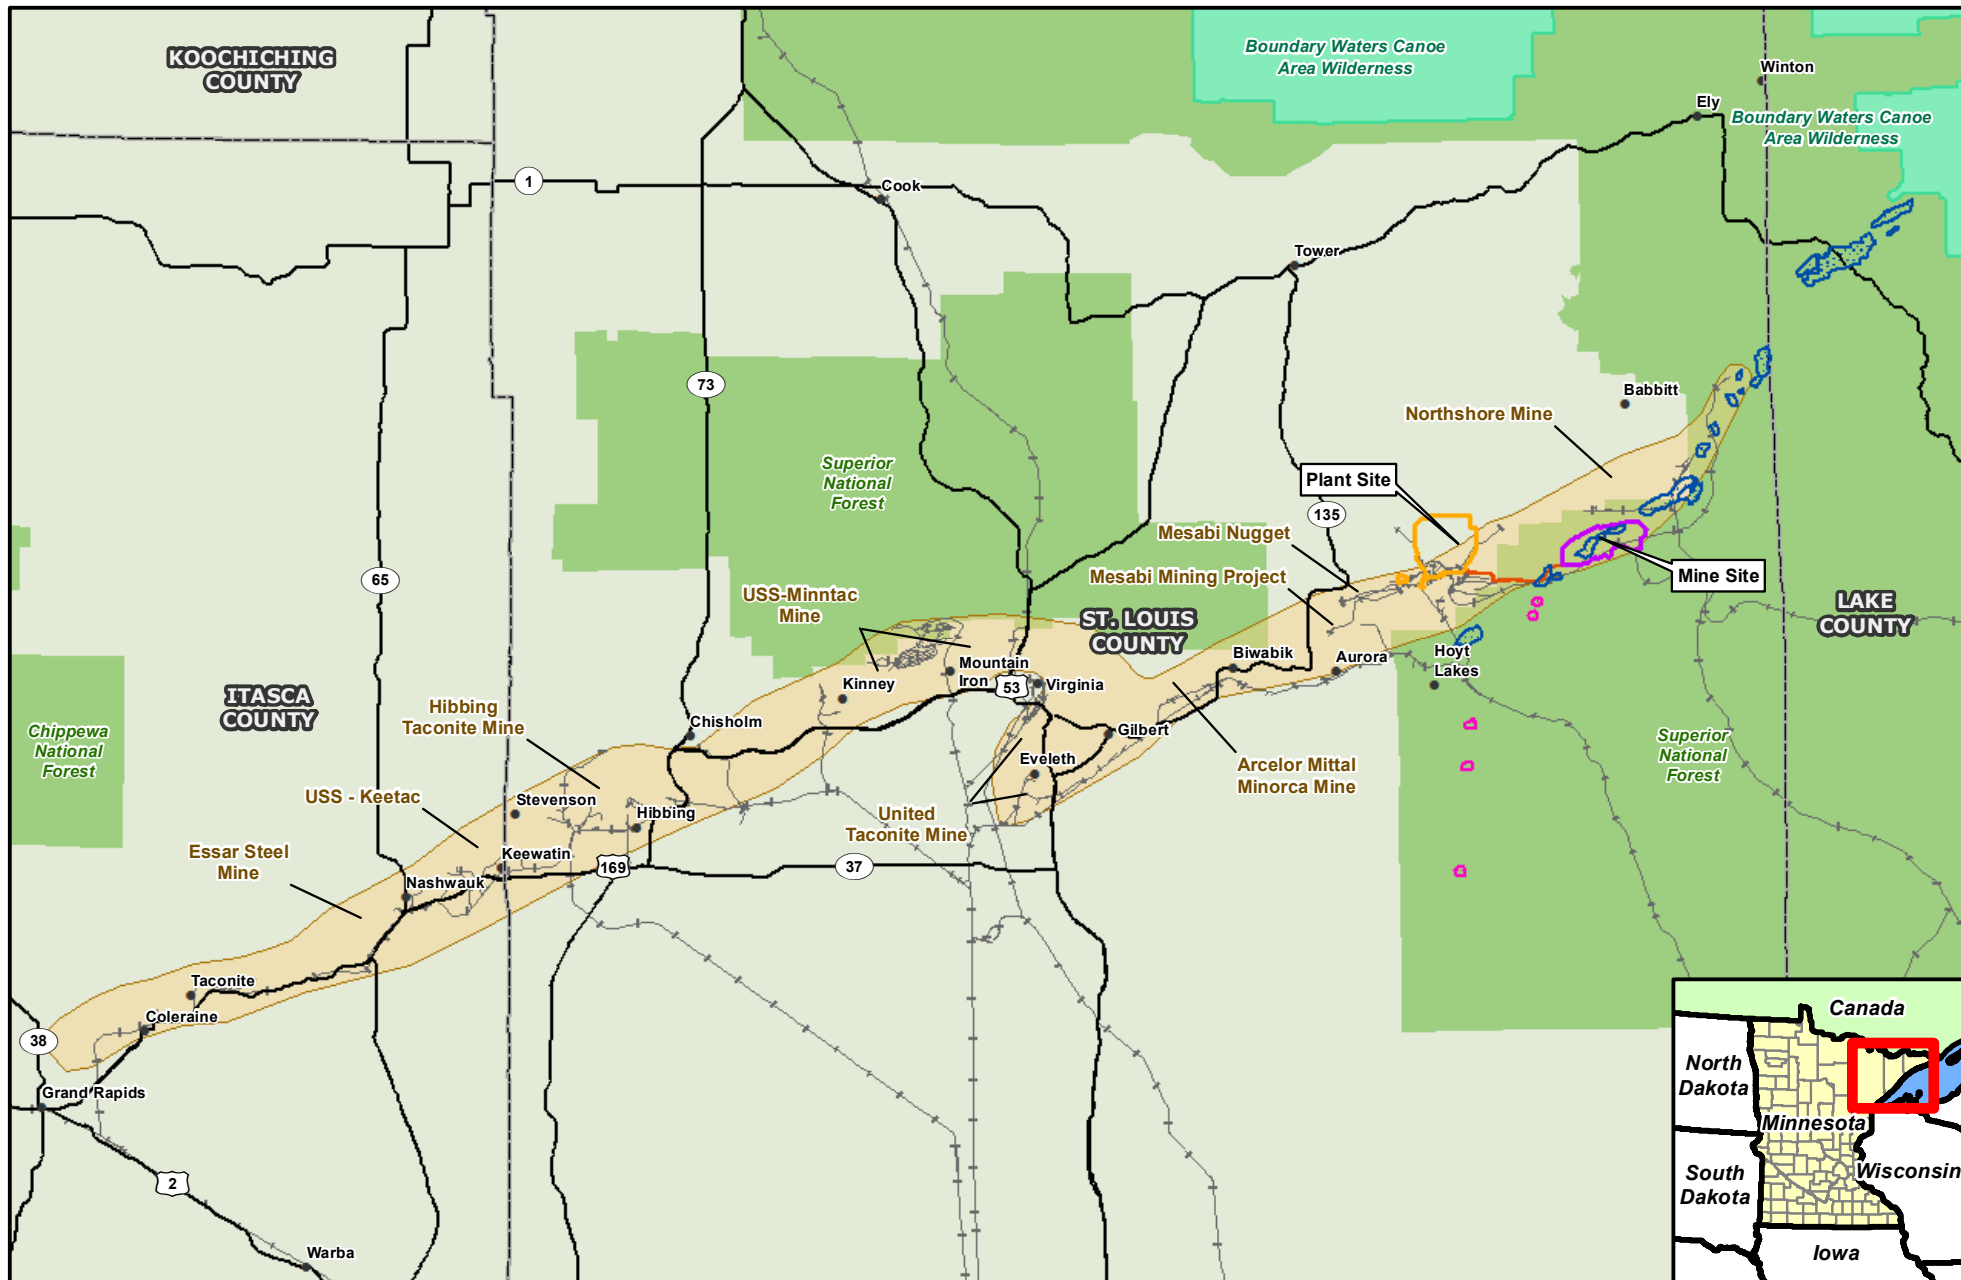 KOOCHICHING
COUNTY
Boundary Waters Canoe
Area Wilderness
Winton
Ely
Boundary Waters Canoe
Area Wilderness
1
Cook
Tower
73
Babbitt
Northshore Mine
Superior
National
Forest
Plant Site
135
Mesabi Nugget
65
Mesabi Mining Project
Mine Site
USS-Minntac
Mine
ST. LOUIS
COUNTY
LAKE
COUNTY
Biwabik
Aurora
Hoyt
Lakes
Mountain
Iron
Kinney
53
Virginia
ITASCA
COUNTY
Hibbing
Taconite Mine
Chisholm
Gilbert
Chippewa
National
Forest
Superior
National
Forest
Eveleth
Arcelor Mittal
Minorca Mine
USS - Keetac
Stevenson
Hibbing
United
Taconite Mine
Essar Steel
Mine
Keewatin
169
37
Nashwauk
Taconite
Coleraine
38
Grand Rapids
2
Warba
Canada
North
Dakota
Minnesota
South
Dakota
Wisconsin
Iowa